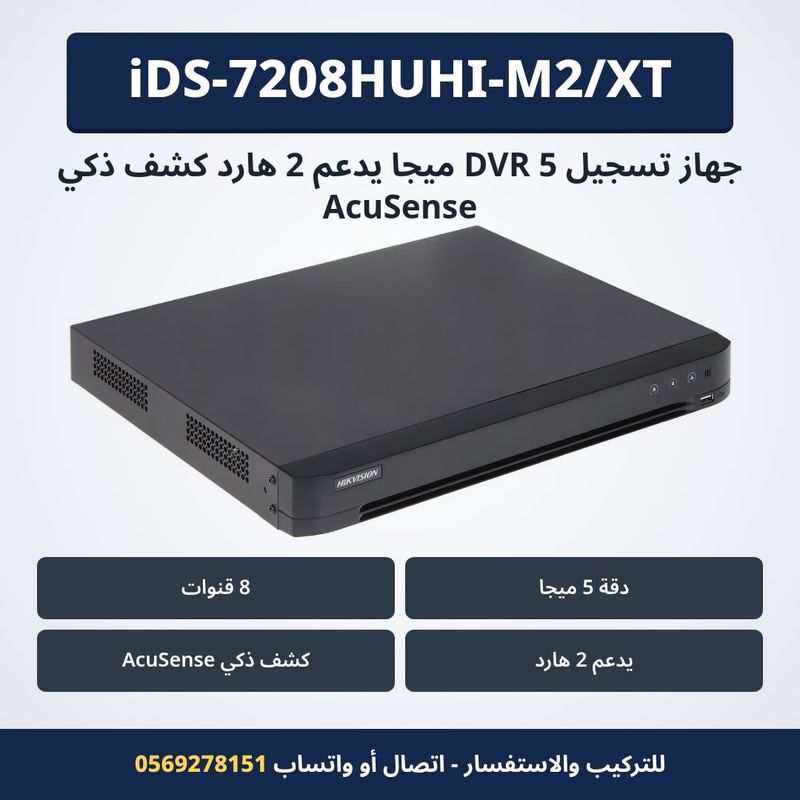 iDS-7208HUHI-M2/XT
جهاز تسجيل DVR 5 ميجا يدعم 2 هارد كشف ذكي
AcuSense
HIKVISION
دقة 5 ميجا
8 قنوات
يدعم 2 هارد
كشف ذكي AcuSense
للتركيب والاستفسار - اتصال أو واتساب 0569278151